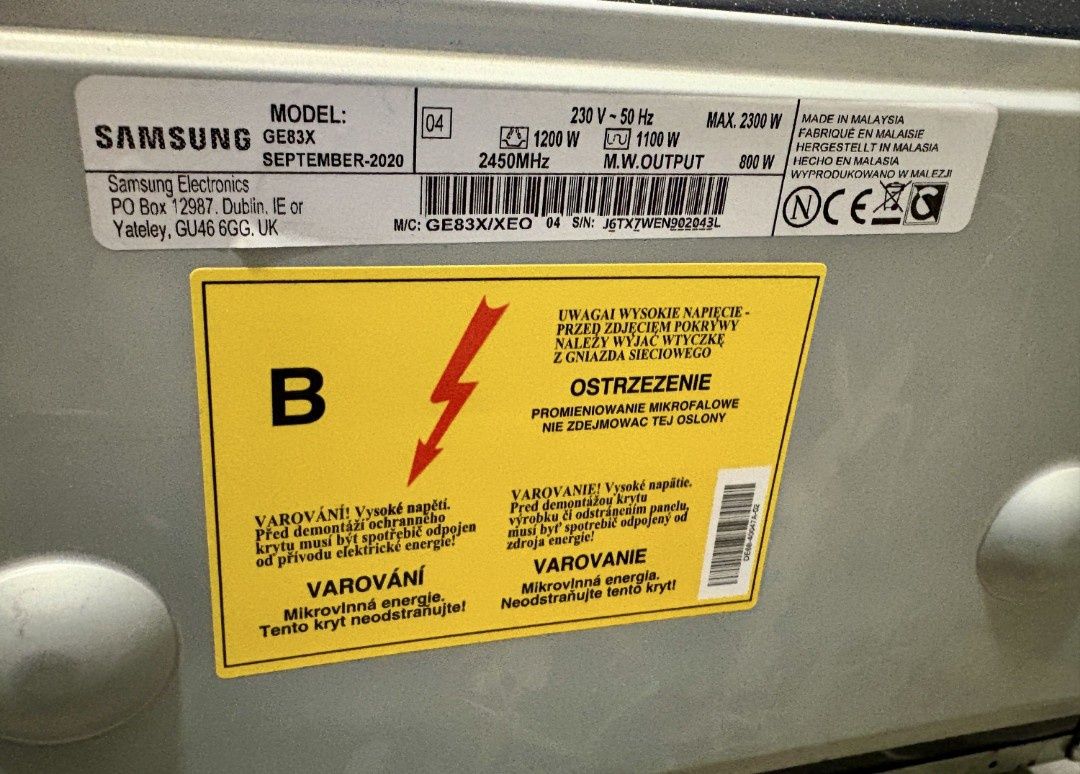 SAMSUNG
MODEL:
GE83X
SEPTEMBER-2020
04
230 V ~ 50 Hz
MAX. 2300 W
1200 W
1100 W
2450MHz
M.W.OUTPUT
800 W
MADE IN MALAYSIA
FABRIQUÉ EN MALAISIE
HERGESTELLT IN MALASIA
HECHO EN MALASIA
WYPRODUKOWANO W MALEZJI
Samsung Electronics
PO Box 12987. Dublin, IE or
Yateley, GU46 6GG. UK
M/C: GE83X/XEO 04 S/N: J6TX7WEN902043L
N CE
B
UWAGAI WYSOKIE NAPIĘCIE -
PRZED ZDJĘCIEM POKRYWY
NALEŻY WYJĄĆ WTYCZKĘ
Z GNIAZDA SIECIOWEGO
OSTRZEZENIE
PROMIENIOWANIE MIKROFALOWE
NIE ZDEJMOWAC TEJ OSLONY
VAROVÁNÍ! Vysoké napětí.
Před demontáží ochranného
krytu musí být spotřebič odpojen
od přívodu elektrické energie!
VAROVÁNÍ
Mikrovlnná energie.
Tento kryt neodstraňujte!
VAROVANIE! Vysoké napätie.
Pred demontážou krytu
výrobku či odstránením panelu,
musí byť spotrebič odpojený od
zdroja energie!
VAROVANIE
Mikrovlnná energia.
Neodstraňujte tento kryt!